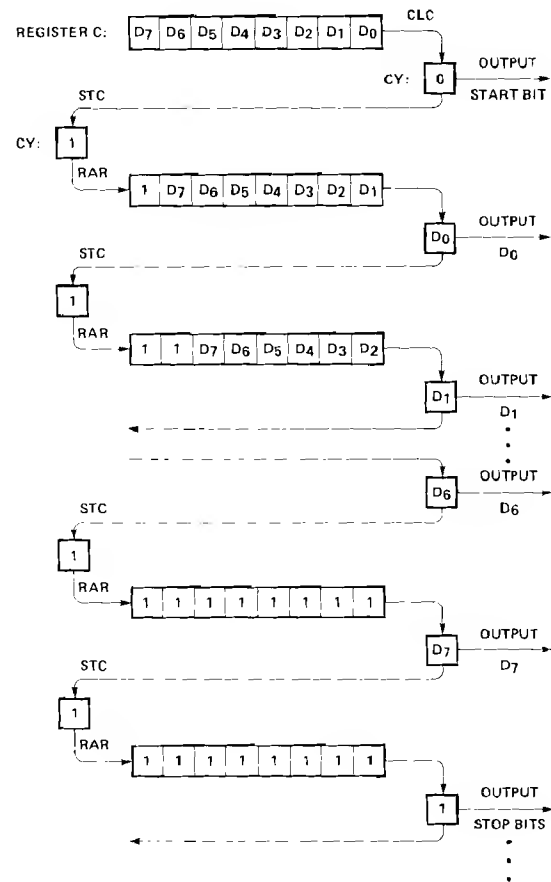 REGISTER C: D7 D6 D5 D4 D3 D2 D1 D0 CLC
CY: 0 OUTPUT
START BIT
STC
CY: 1
RAR 1 D7 D6 D5 D4 D3 D2 D1
D0 OUTPUT
D0
STC
1
RAR 1 1 D7 D6 D5 D4 D3 D2
D1 OUTPUT
D1
D6 OUTPUT
D6
STC
1
RAR 1 1 1 1 1 1 1 1
D7 OUTPUT
D7
STC
1
RAR 1 1 1 1 1 1 1 1
1 OUTPUT
STOP BITS